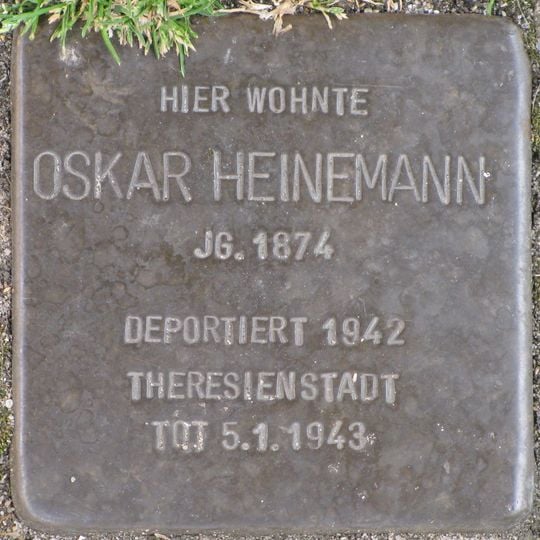 HIER WOHNTE
OSKAR HEINEMANN
JG. 1874
DEPORTIERT 1942
THERESIENSTADT
TOT 5.1.1943